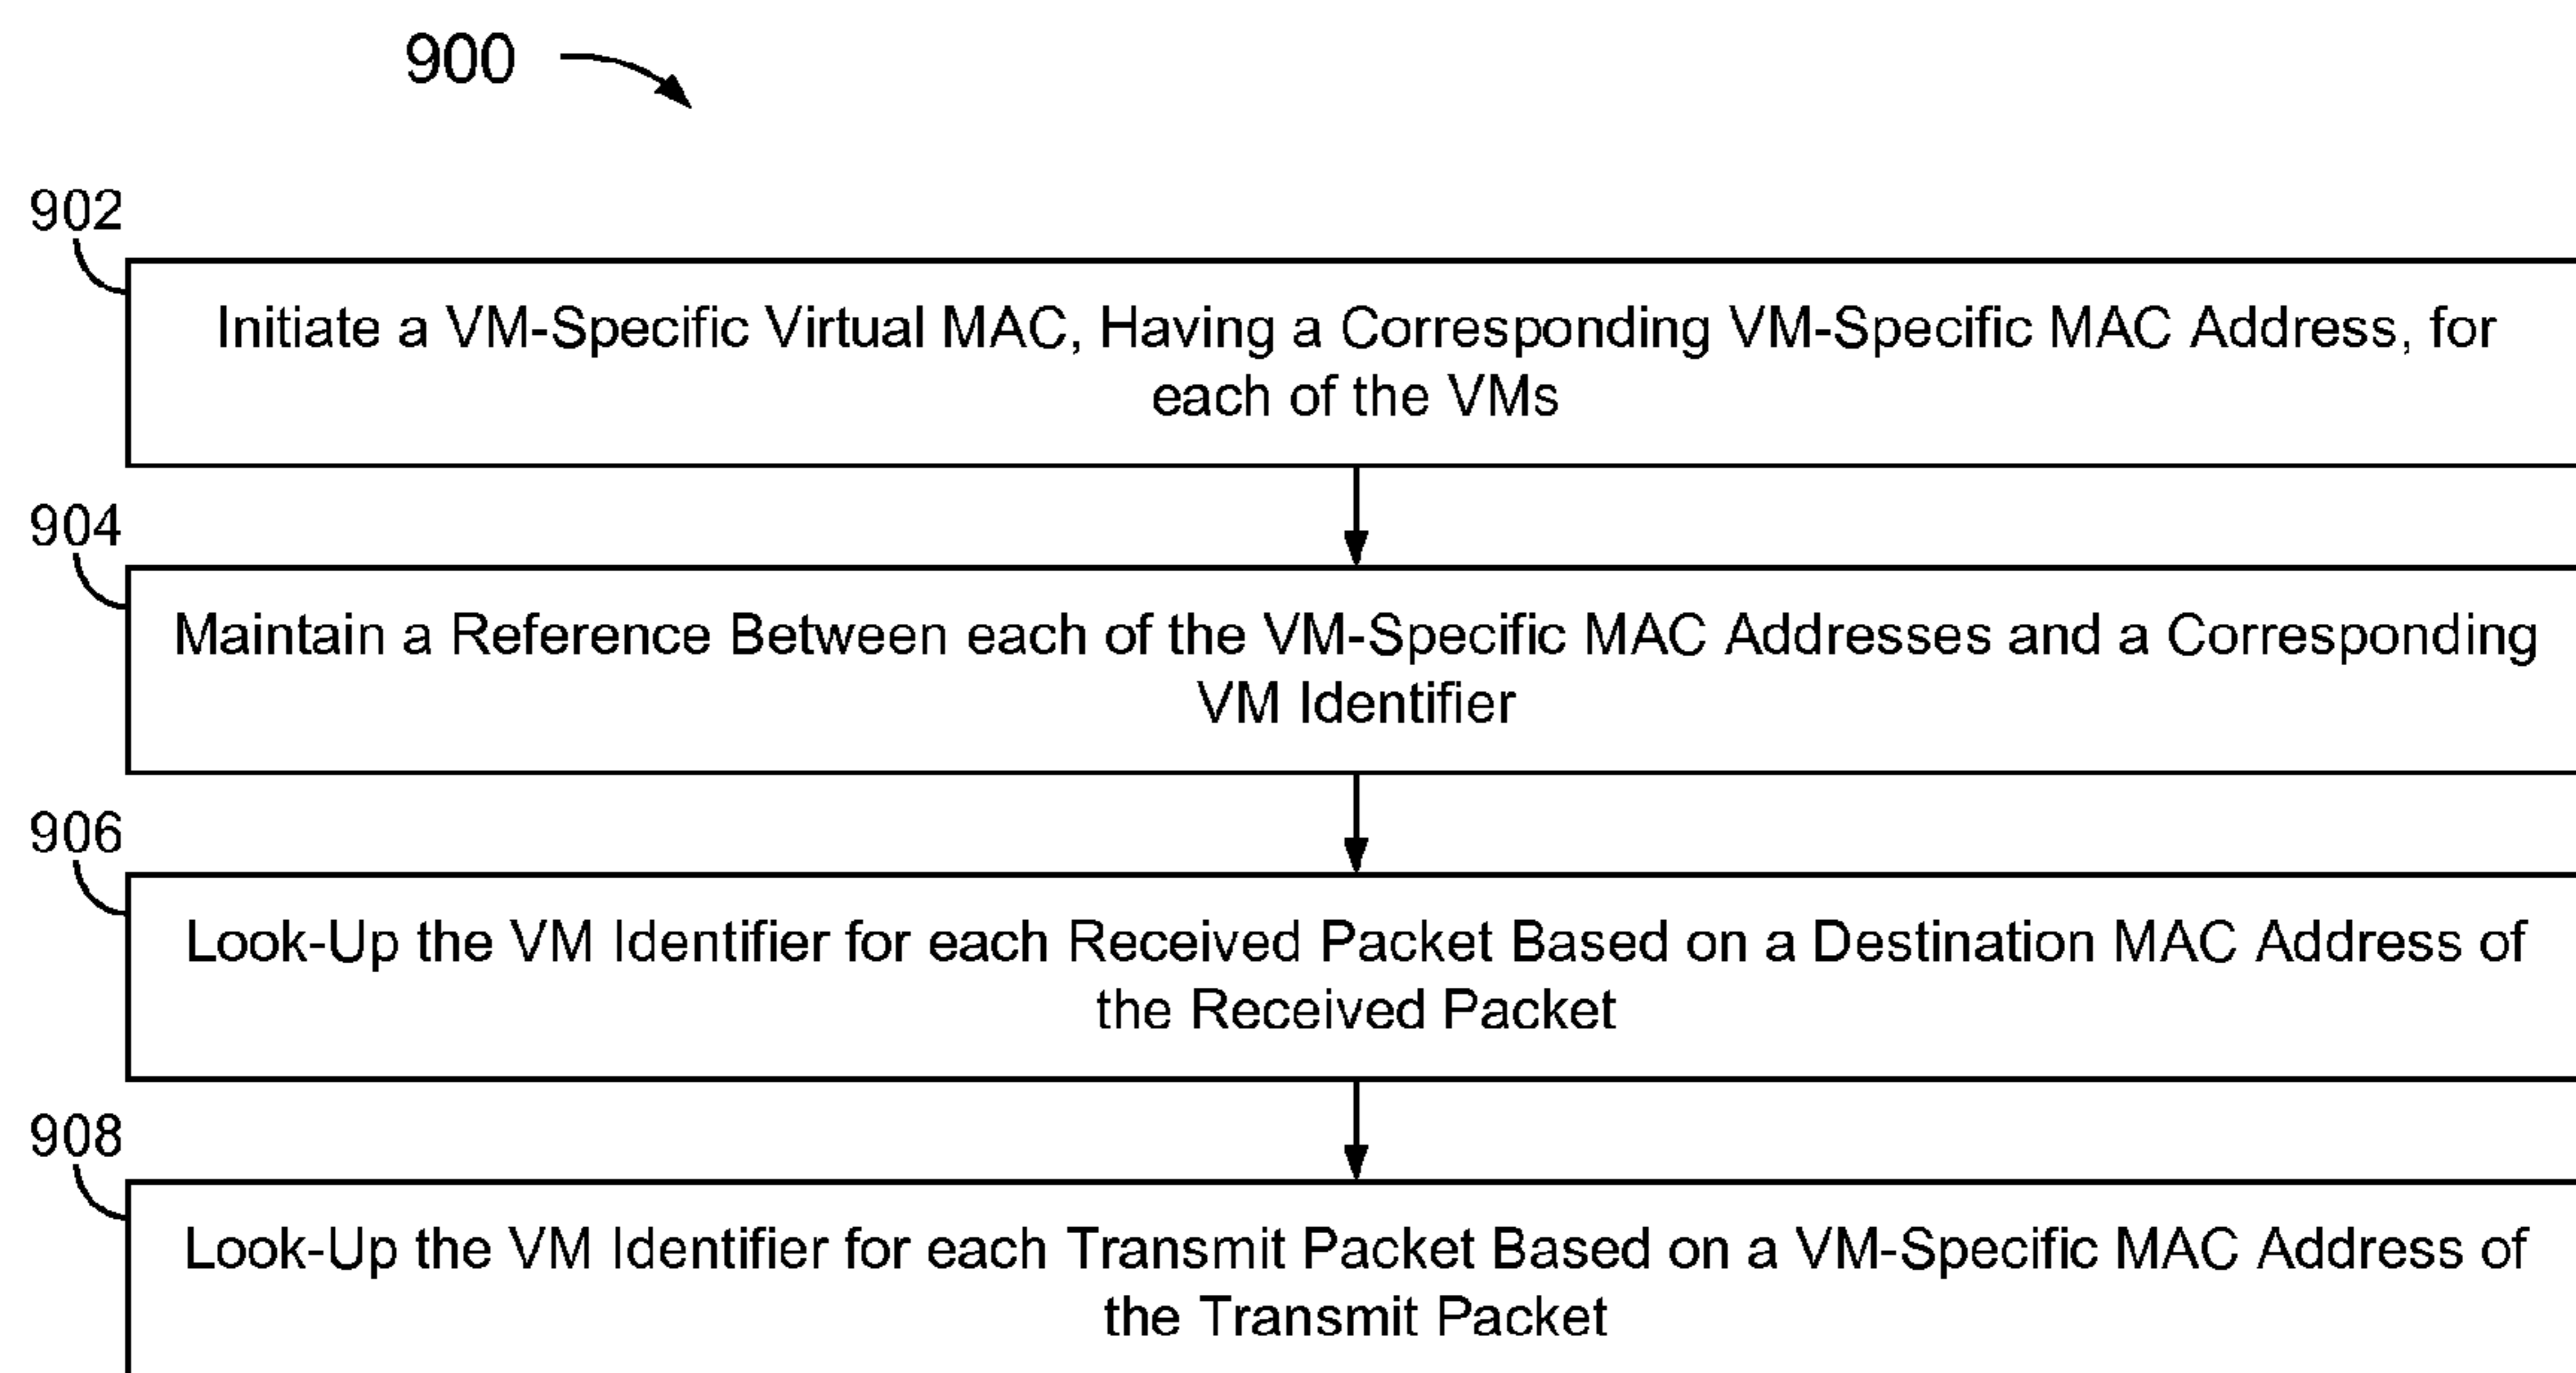 900
902
Initiate a VM-Specific Virtual MAC, Having a Corresponding VM-Specific MAC Address, for
each of the VMs
904
Maintain a Reference Between each of the VM-Specific MAC Addresses and a Corresponding
VM Identifier
906
Look-Up the VM Identifier for each Received Packet Based on a Destination MAC Address of
the Received Packet
908
Look-Up the VM Identifier for each Transmit Packet Based on a VM-Specific MAC Address of
the Transmit Packet